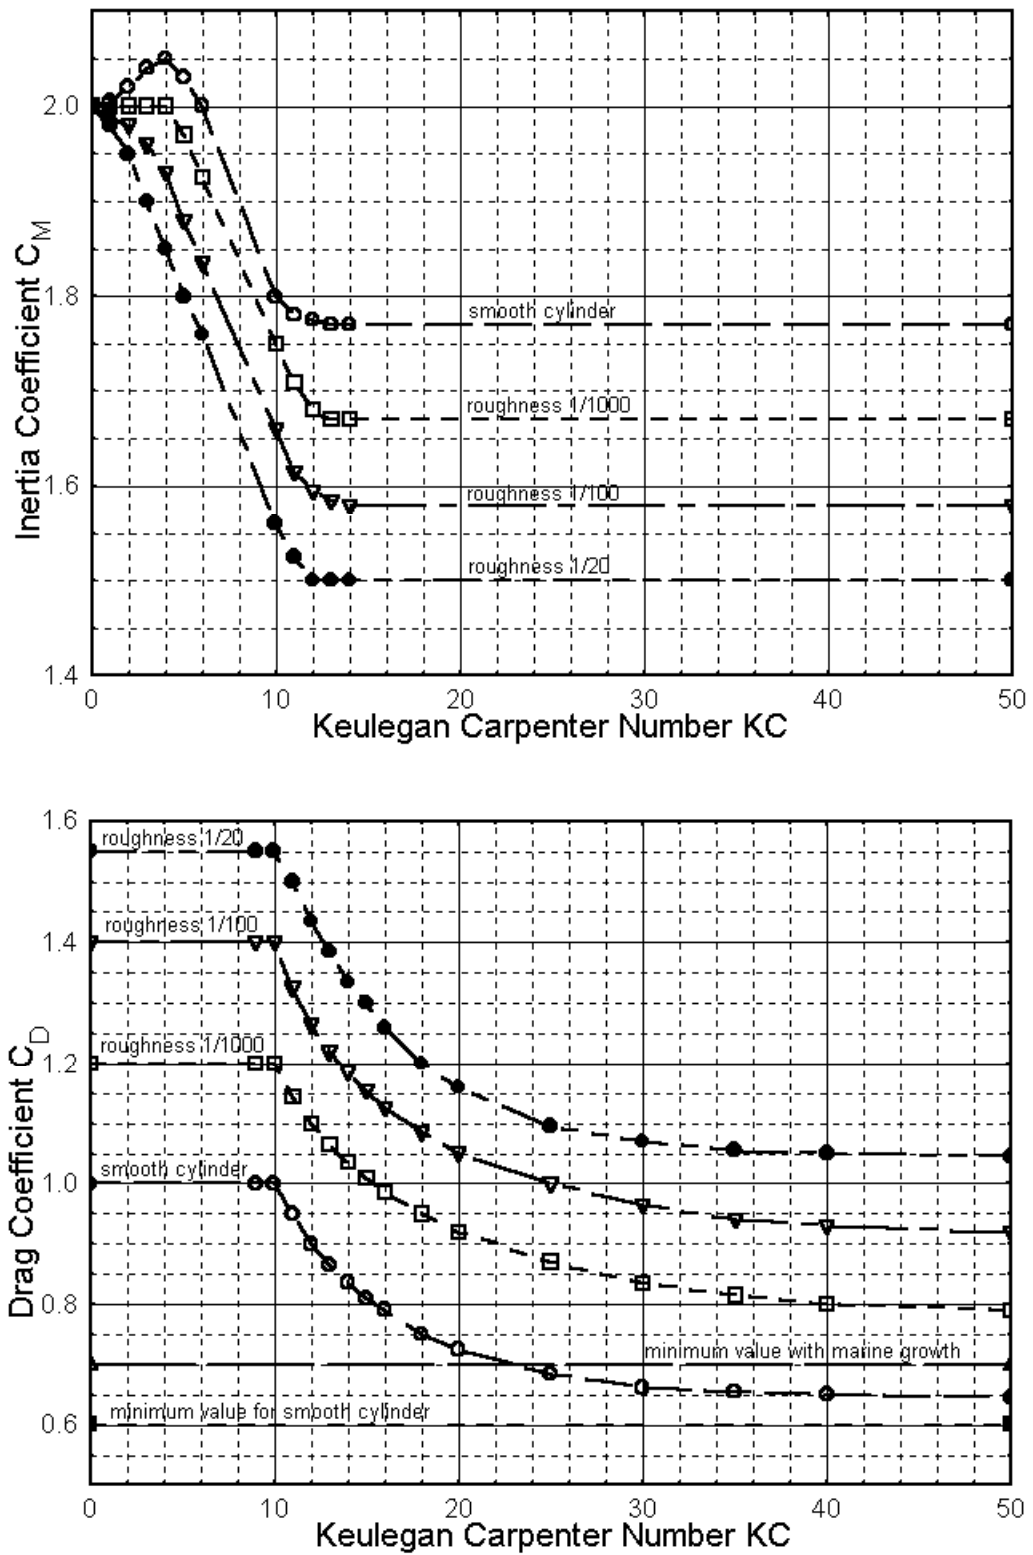 2.0
1.8
1.6
1.4
Inertia Coefficient C_M
smooth cylinder
roughness 1/1000
roughness 1/100
roughness 1/20
0 10 20 30 40 50
Keulegan Carpenter Number KC
1.6
1.4
1.2
1.0
0.8
0.6
Drag Coefficient C_D
roughness 1/20
roughness 1/100
roughness 1/1000
smooth cylinder
minimum value with marine growth
minimum value for smooth cylinder
0 10 20 30 40 50
Keulegan Carpenter Number KC